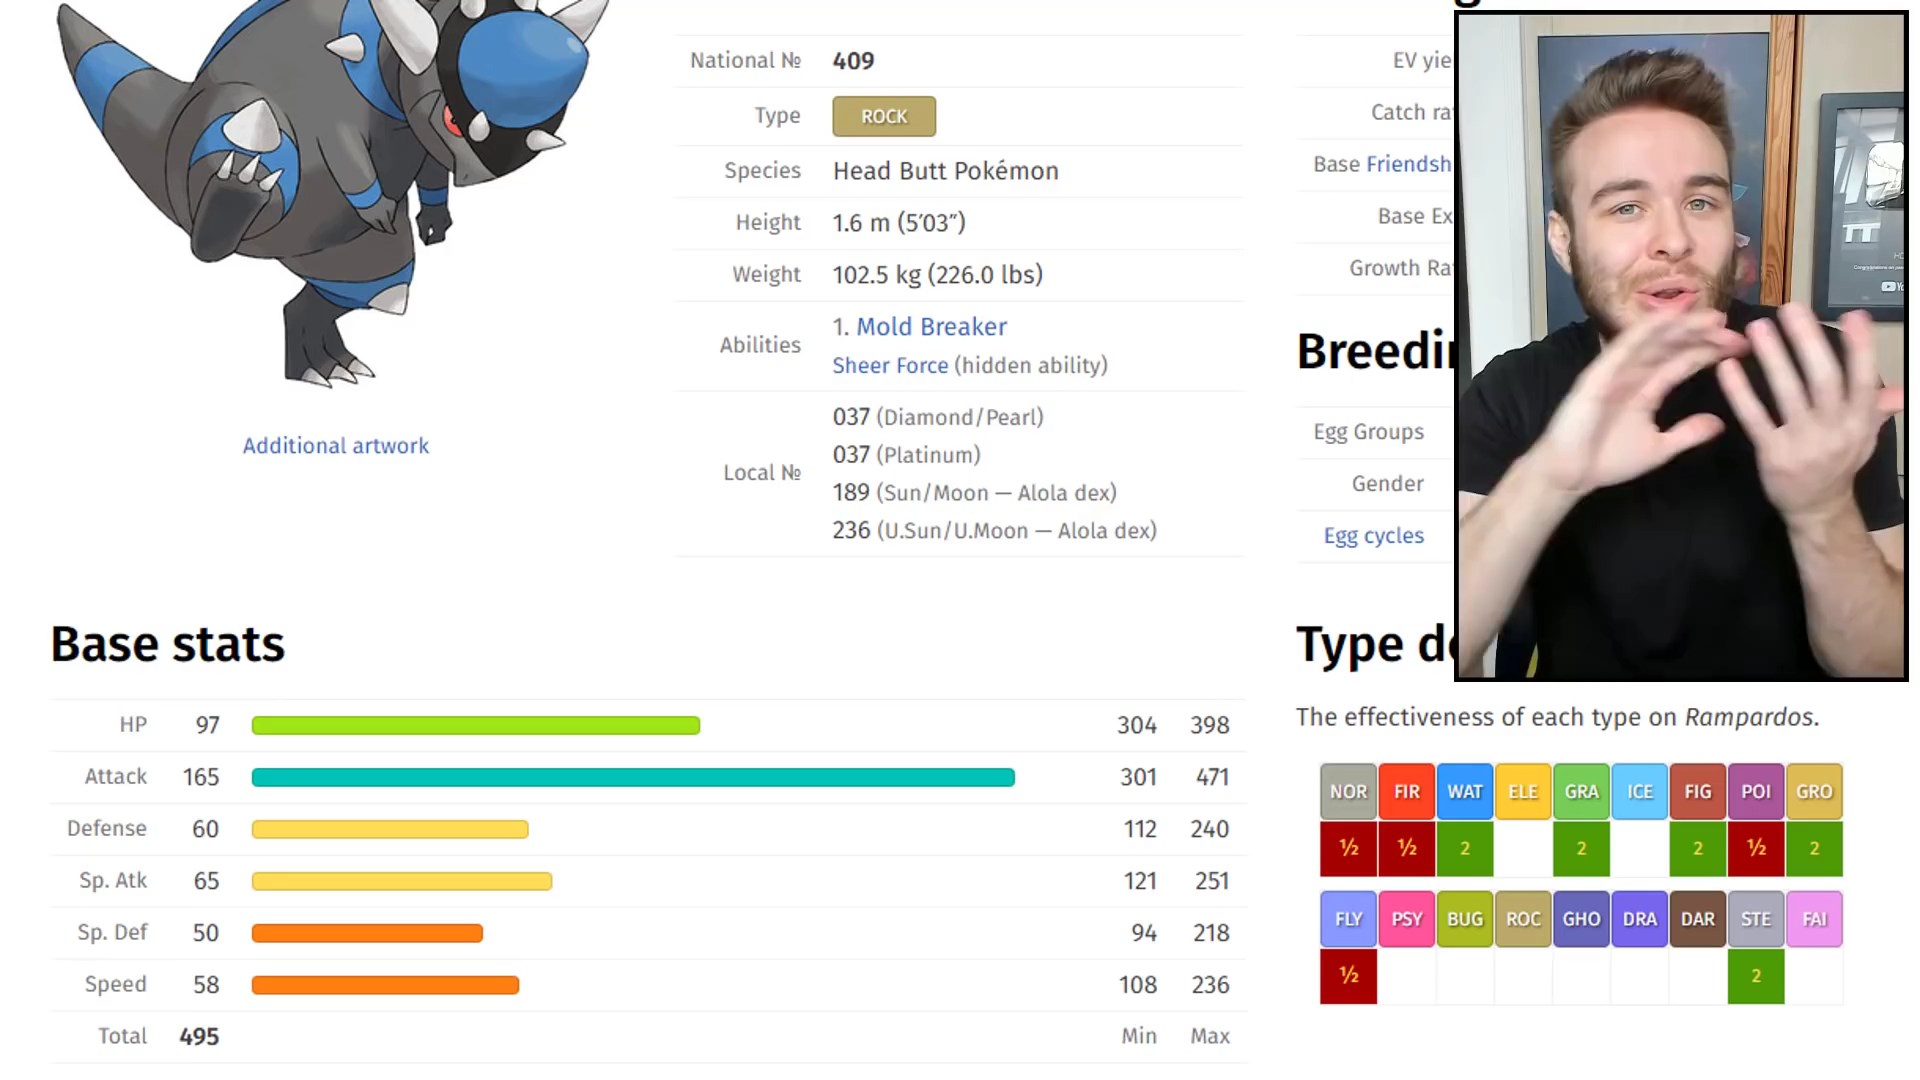 National № 409
Type ROCK
Species Head Butt Pokémon
Height 1.6 m (5′03″)
Weight 102.5 kg (226.0 lbs)
Abilities 1. Mold Breaker
Sheer Force (hidden ability)
Local № 037 (Diamond/Pearl)
037 (Platinum)
189 (Sun/Moon — Alola dex)
236 (U.Sun/U.Moon — Alola dex)
Additional artwork
EV yie
Catch ra
Base Friendsh
Base Ex
Growth Ra
Breedin
Egg Groups
Gender
Egg cycles
Base stats
HP 97 304 398
Attack 165 301 471
Defense 60 112 240
Sp. Atk 65 121 251
Sp. Def 50 94 218
Speed 58 108 236
Total 495 Min Max
Type de
The effectiveness of each type on Rampardos.
NOR FIR WAT ELE GRA ICE FIG POI GRO
½ ½ 2 2 2 ½ 2
FLY PSY BUG ROC GHO DRA DAR STE FAI
½ 2